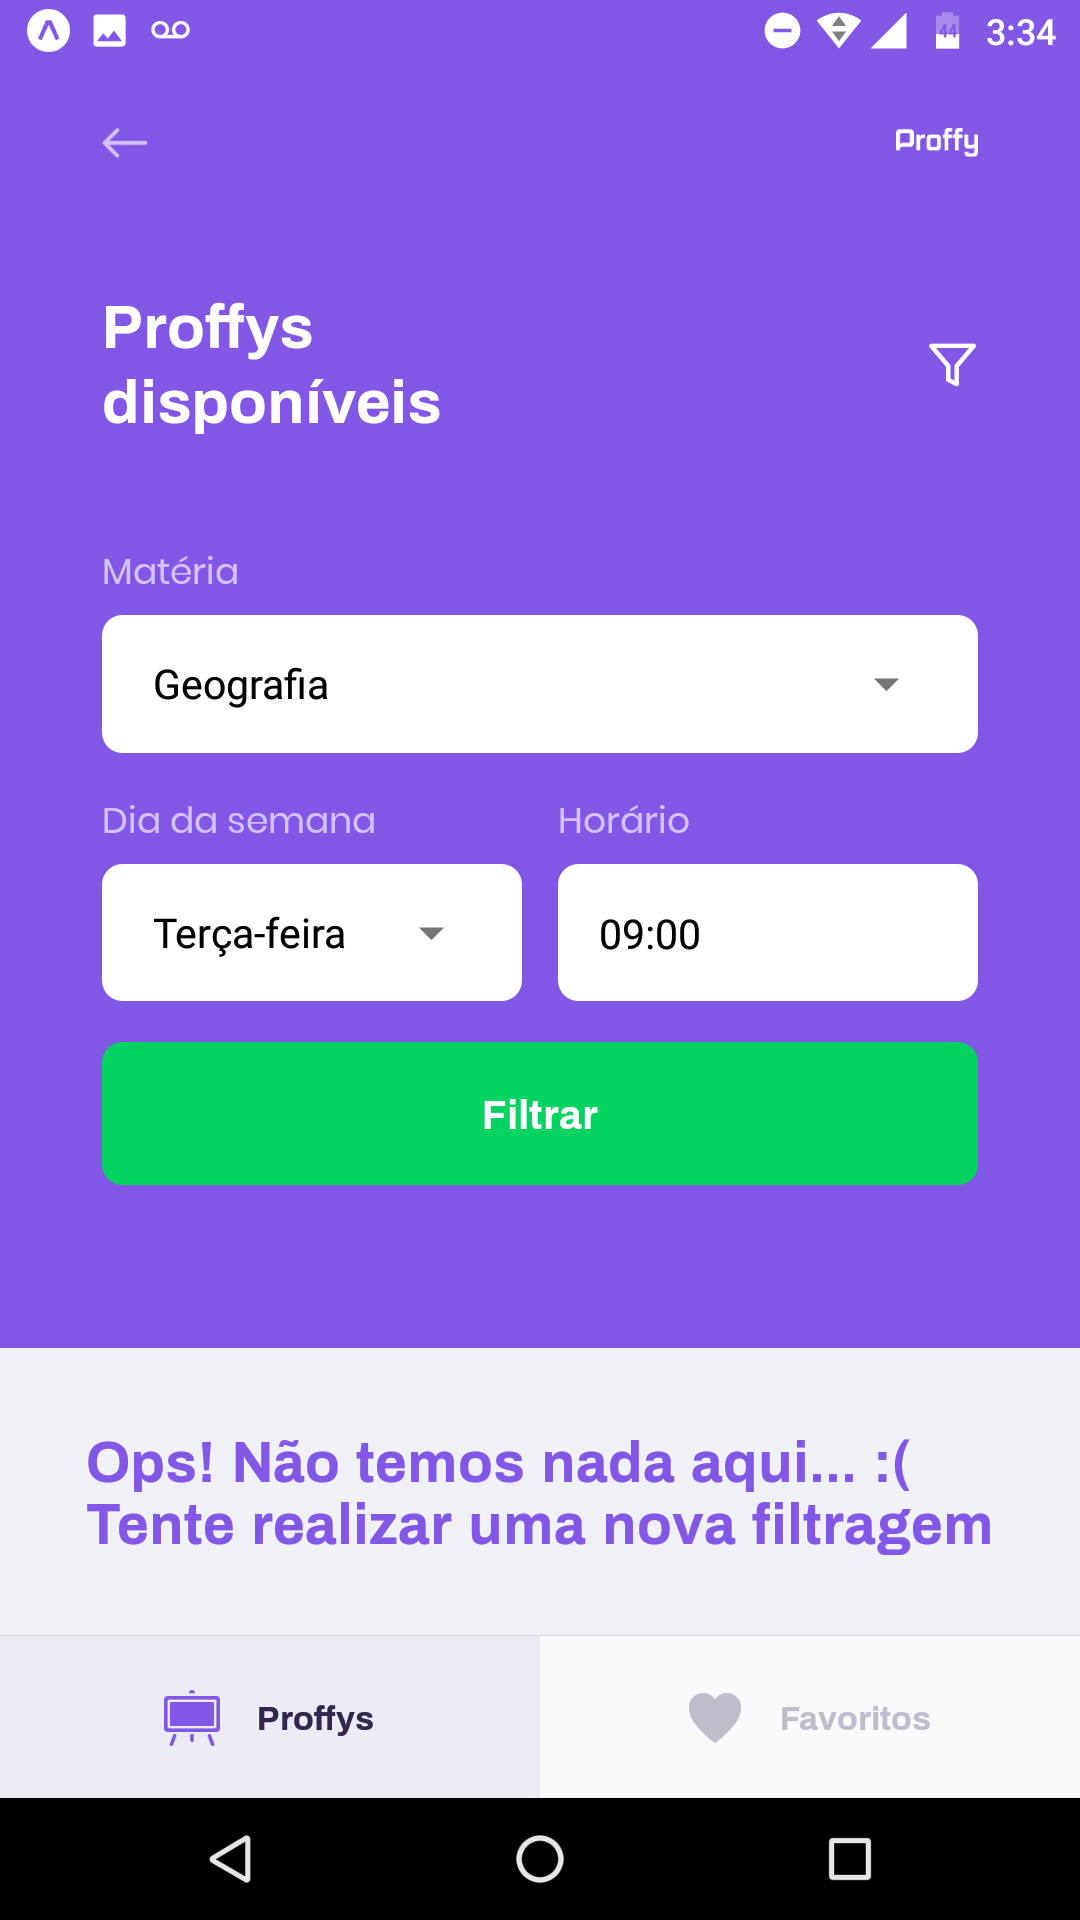 44 3:34
Proffy
Proffys
disponíveis
Matéria
Geografia
Dia da semana Horário
Terça-feira 09:00
Filtrar
Ops! Não temos nada aqui... :(
Tente realizar uma nova filtragem
Proffys Favoritos